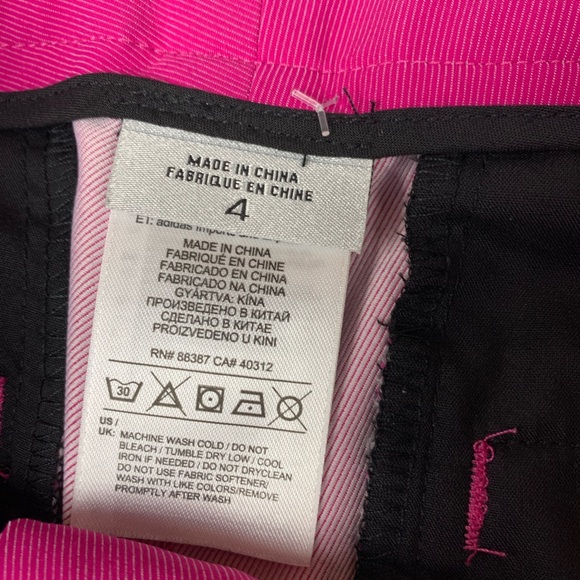 MADE IN CHINA
FABRIQUE EN CHINE
4
ET: adidas Imports
MADE IN CHINA
FABRIQUÉ EN CHINE
FABRICADO EN CHINA
FABRICADO NA CHINA
GYÁRTVA: KÍNA
ПРОИЗВЕДЕНО В КИТАЙ
СДЕЛАНО В КИТАЕ
PROIZVEDENO U KINI
RN# 88387 CA# 40312
30
US /
UK: MACHINE WASH COLD / DO NOT
BLEACH / TUMBLE DRY LOW / COOL
IRON IF NEEDED / DO NOT DRYCLEAN
DO NOT USE FABRIC SOFTENER/
WASH WITH LIKE COLORS/REMOVE
PROMPTLY AFTER WASH